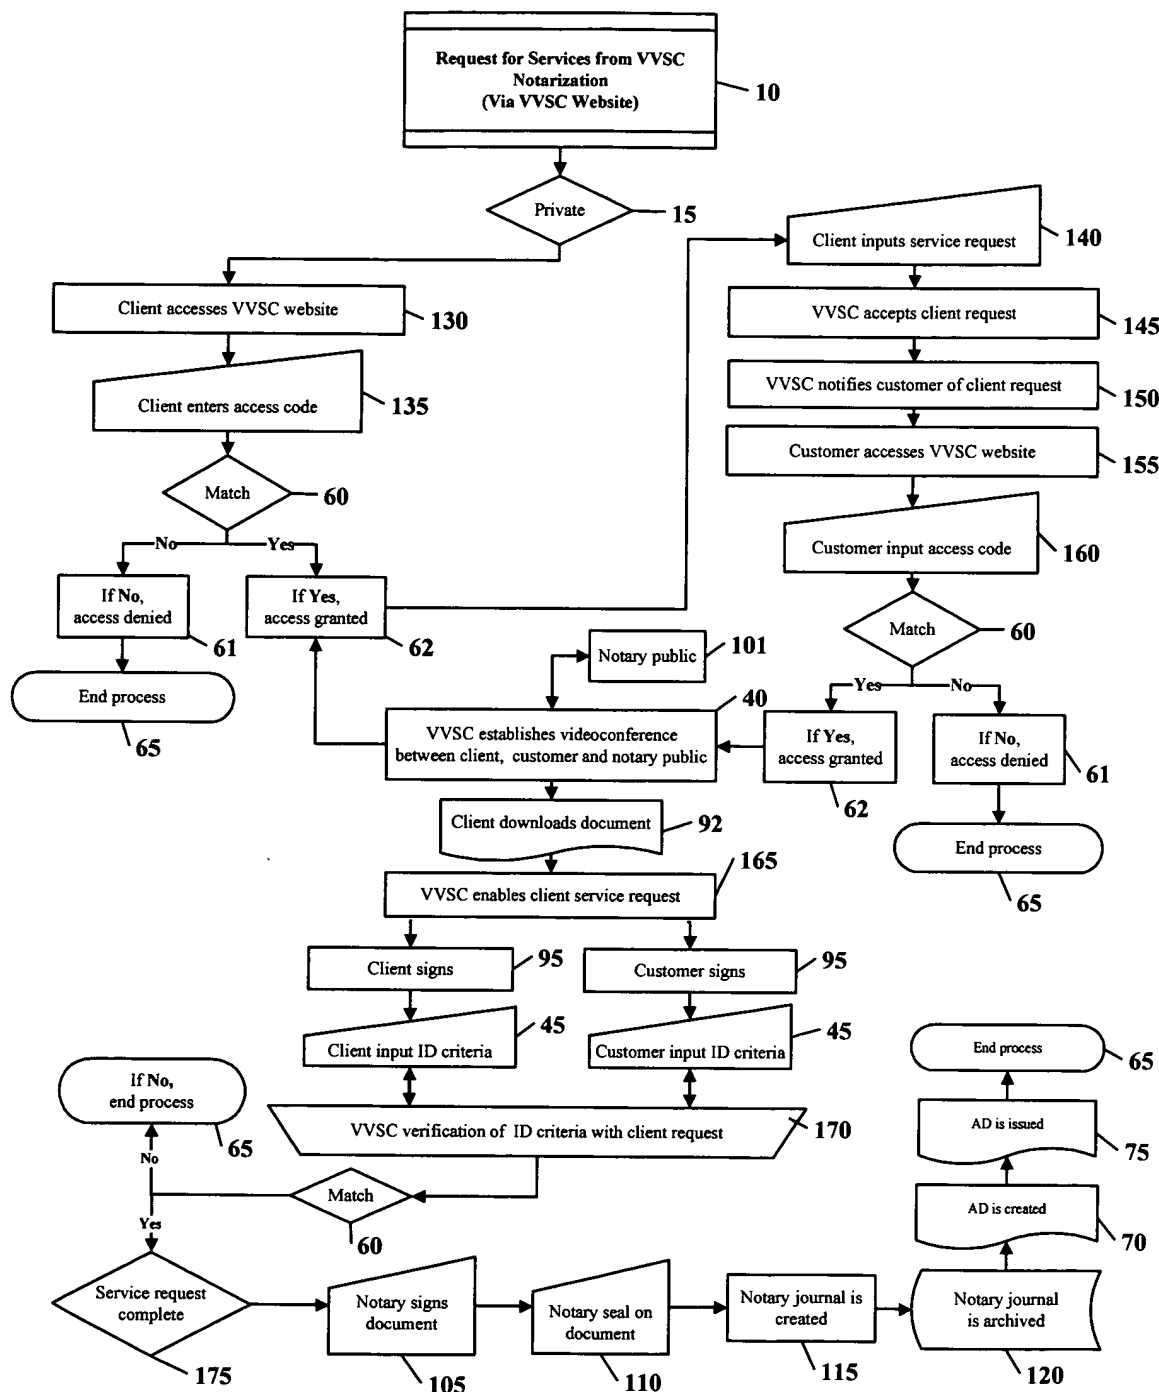 Request for Services from VVSC
Notarization
(Via VVSC Website)
10
Private
15
Client accesses VVSC website
130
Client enters access code
135
Match
60
No
Yes
If No,
access denied
61
If Yes,
access granted
62
End process
65
Client inputs service request
140
VVSC accepts client request
145
VVSC notifies customer of client request
150
Customer accesses VVSC website
155
Customer input access code
160
Match
60
Yes
No
If Yes,
access granted
62
If No,
access denied
61
End process
65
Notary public
101
40
VVSC establishes videoconference
between client, customer and notary public
Client downloads document
92
VVSC enables client service request
165
Client signs
95
Customer signs
95
Client input ID criteria
45
Customer input ID criteria
45
VVSC verification of ID criteria with client request
170
If No,
end process
65
No
Yes
Match
60
Service request
complete
175
Notary signs
document
105
Notary seal on
document
110
Notary journal is
created
115
Notary journal
is archived
120
AD is created
70
AD is issued
75
End process
65